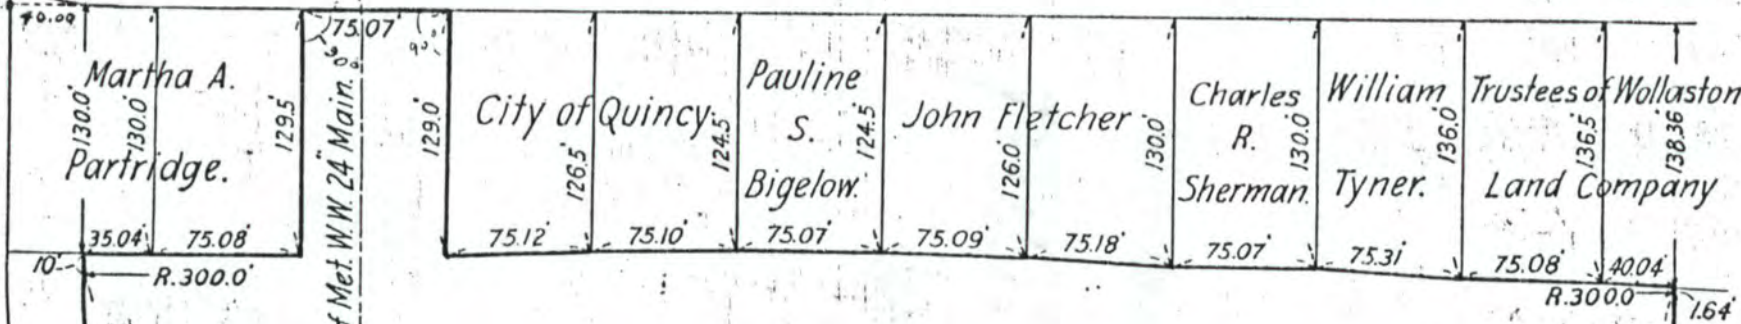 40.00
75.07'
90°
90°
Martha A.
Partridge.
130.0'
130.0'
129.5'
Met. W.W. 24" Main.
129.0'
City of Quincy.
126.5'
124.5'
Pauline
S.
Bigelow.
124.5'
John Fletcher
126.0'
130.0'
Charles
R.
Sherman.
130.0'
William
Tyner.
136.0'
Trustees of Wollaston
Land Company
136.5'
138.36'
35.04'
75.08'
75.12'
75.10'
75.07'
75.09'
75.18'
75.07'
75.31'
75.08'
40.04'
10'
R.300.0'
R.300.0'
1.64'